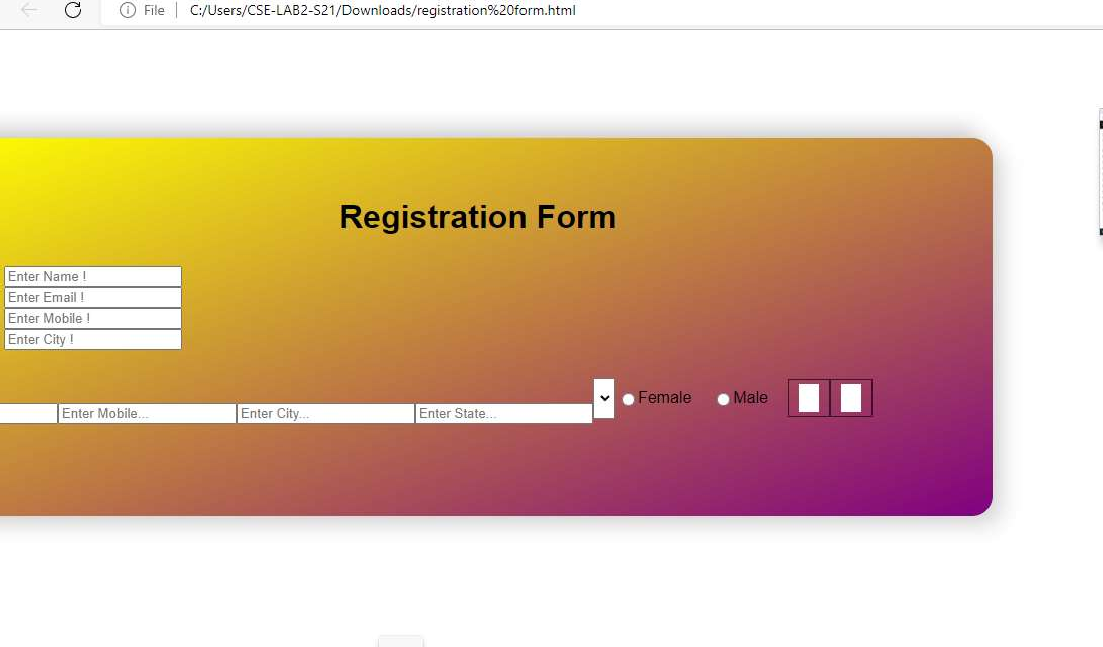 File C:/Users/CSE-LAB2-S21/Downloads/registration%20form.html
Registration Form
Enter Name !
Enter Email !
Enter Mobile !
Enter City !
Enter Mobile... Enter City... Enter State... Female Male